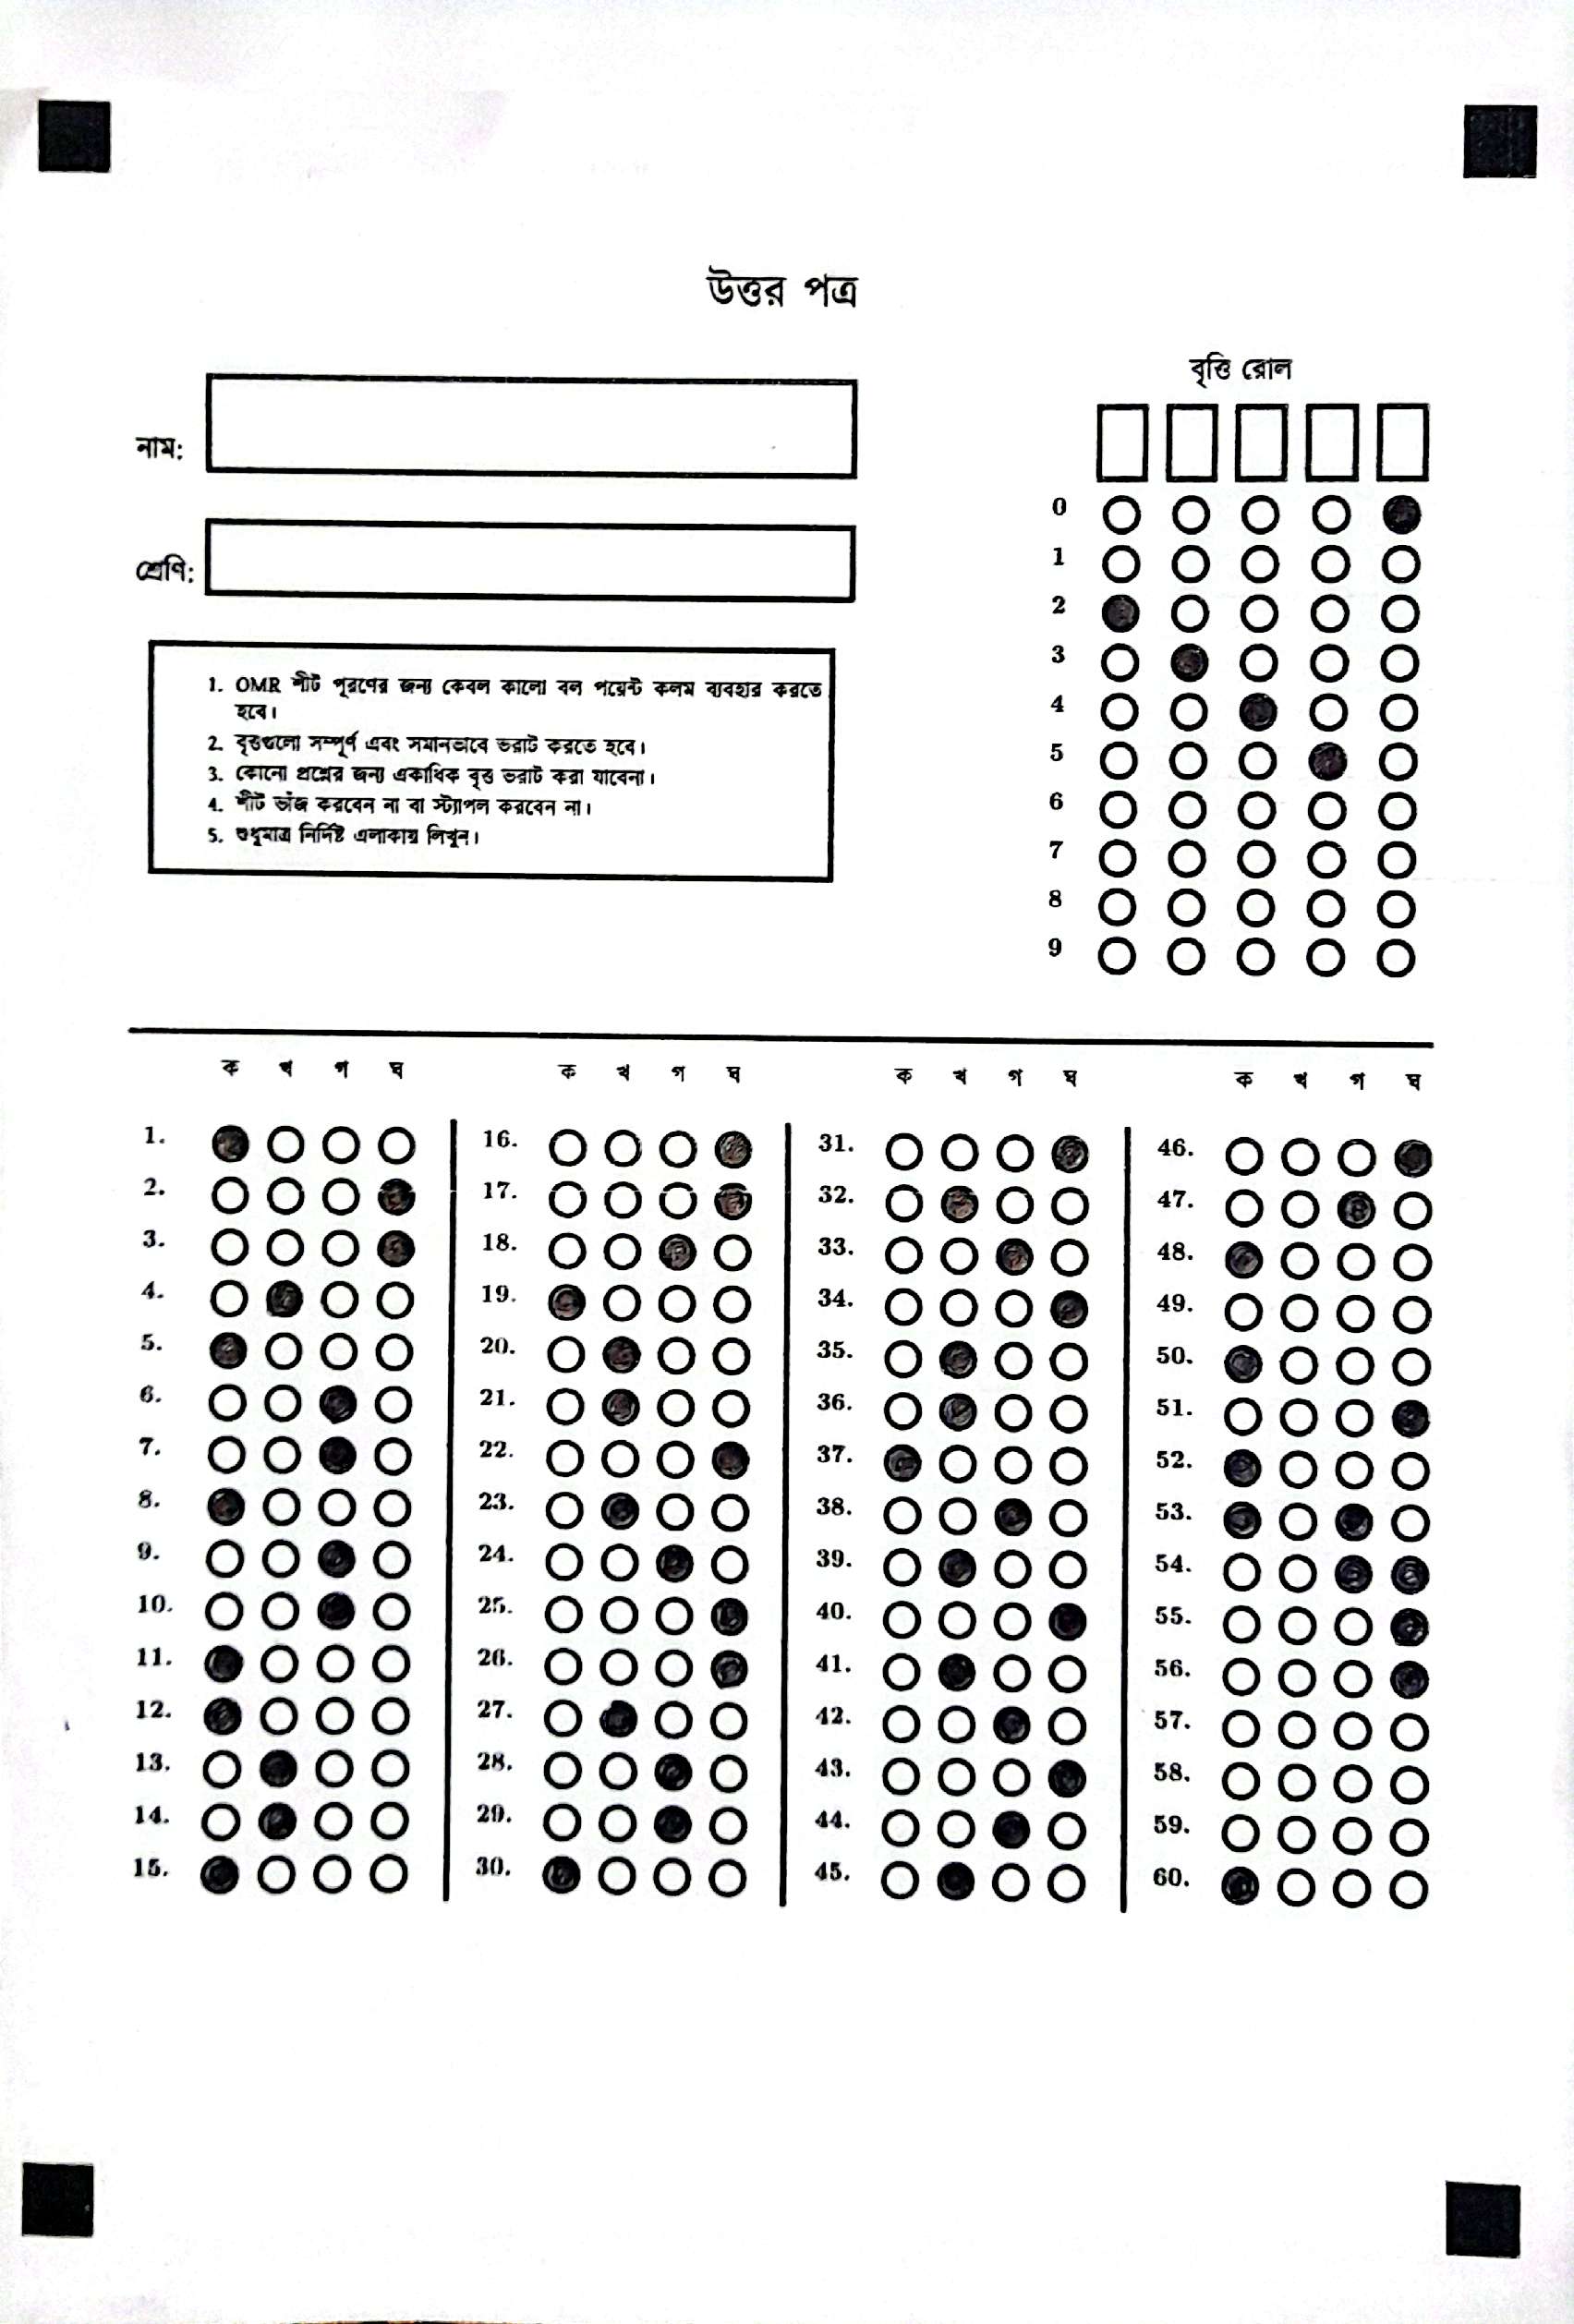 উত্তর পত্র
বৃত্তি রোল
নাম:
শ্রেণি:
0
1
2
3
4
5
6
7
8
9
1. OMR শীট পূরণের জন্য কেবল কালো বল পয়েন্ট কলম ব্যবহার করতে
হবে।
2. বৃত্তগুলো সম্পূর্ণ এবং সমানভাবে ভরাট করতে হবে।
3. কোনো প্রশ্নের জন্য একাধিক বৃত্ত ভরাট করা যাবেনা।
4. শীট ভাঁজ করবেন না বা স্ট্যাপল করবেন না।
5. শুধুমাত্র নির্দিষ্ট এলাকায় লিখুন।
ক খ গ ঘ ক খ গ ঘ ক খ গ ঘ ক খ গ ঘ
1. 16. 31. 46.
2. 17. 32. 47.
3. 18. 33. 48.
4. 19. 34. 49.
5. 20. 35. 50.
6. 21. 36. 51.
7. 22. 37. 52.
8. 23. 38. 53.
9. 24. 39. 54.
10. 25. 40. 55.
11. 26. 41. 56.
12. 27. 42. 57.
13. 28. 43. 58.
14. 29. 44. 59.
15. 30. 45. 60.